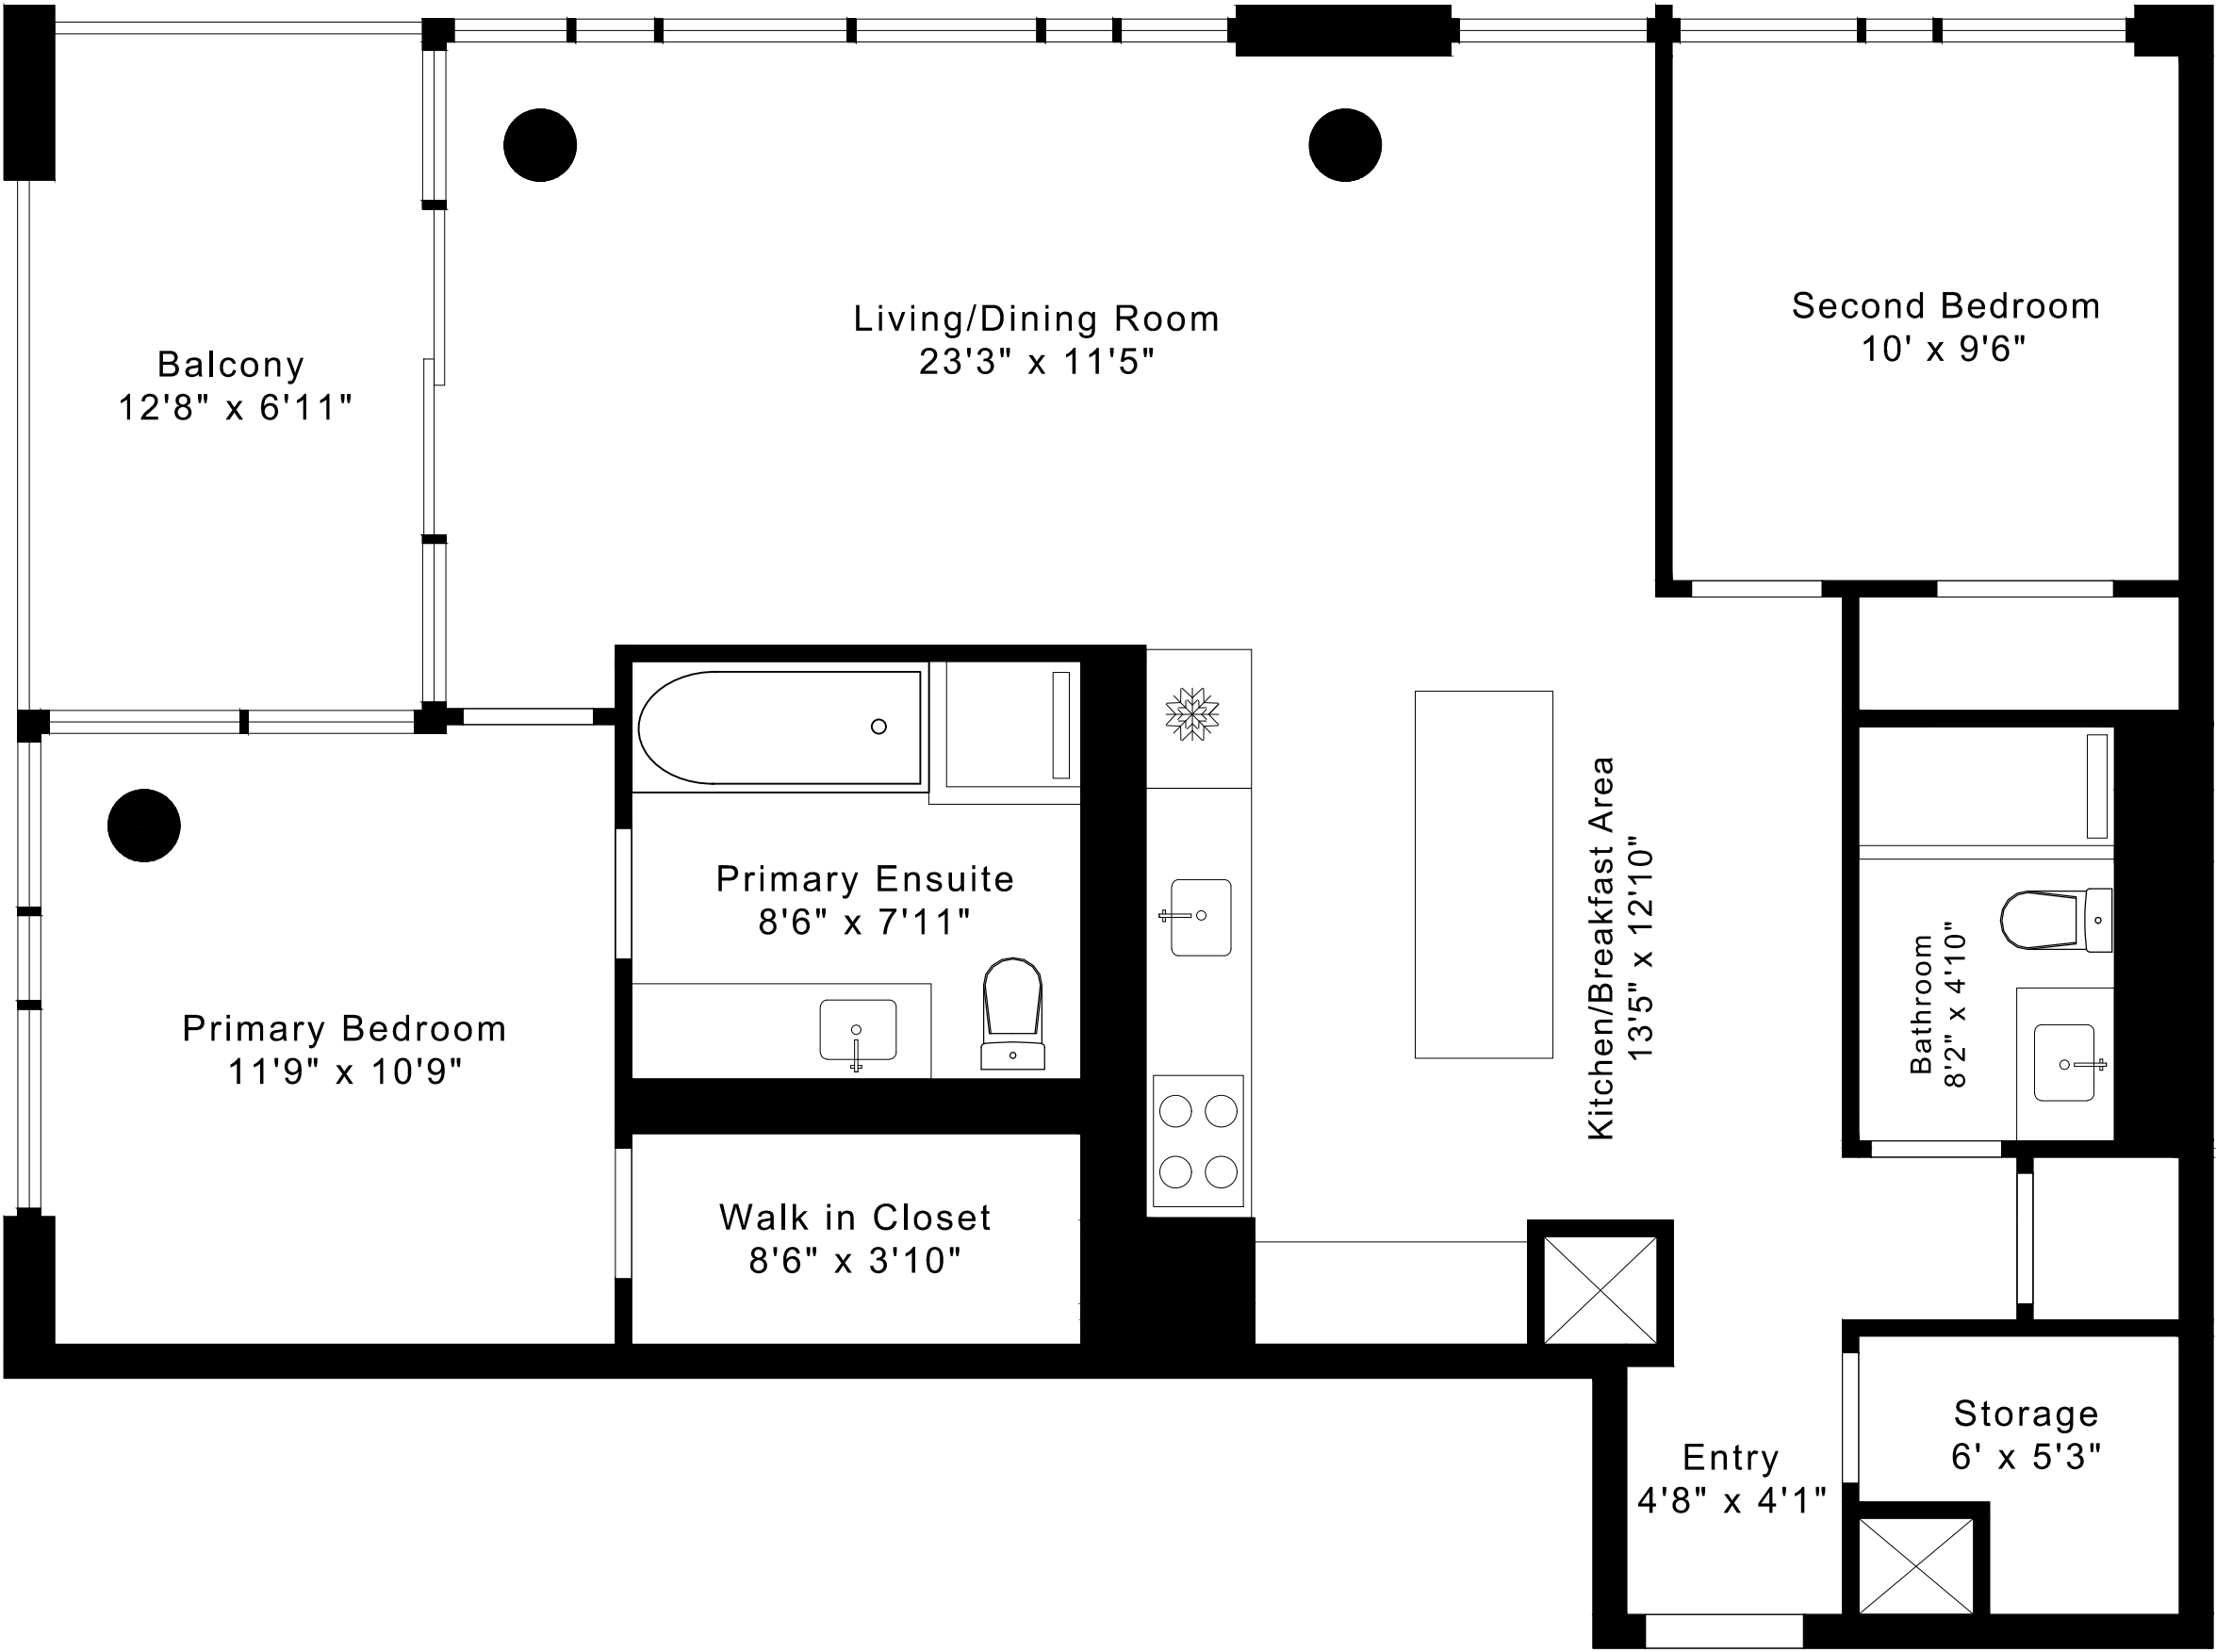 Living/Dining Room
23'3" x 11'5"
Second Bedroom
10' x 9'6"
Balcony
12'8" x 6'11"
Primary Ensuite
8'6" x 7'11"
Kitchen/Breakfast Area
13'5" x 12'10"
Bathroom
8'2" x 4'10"
Primary Bedroom
11'9" x 10'9"
Walk in Closet
8'6" x 3'10"
Storage
6' x 5'3"
Entry
4'8" x 4'1"